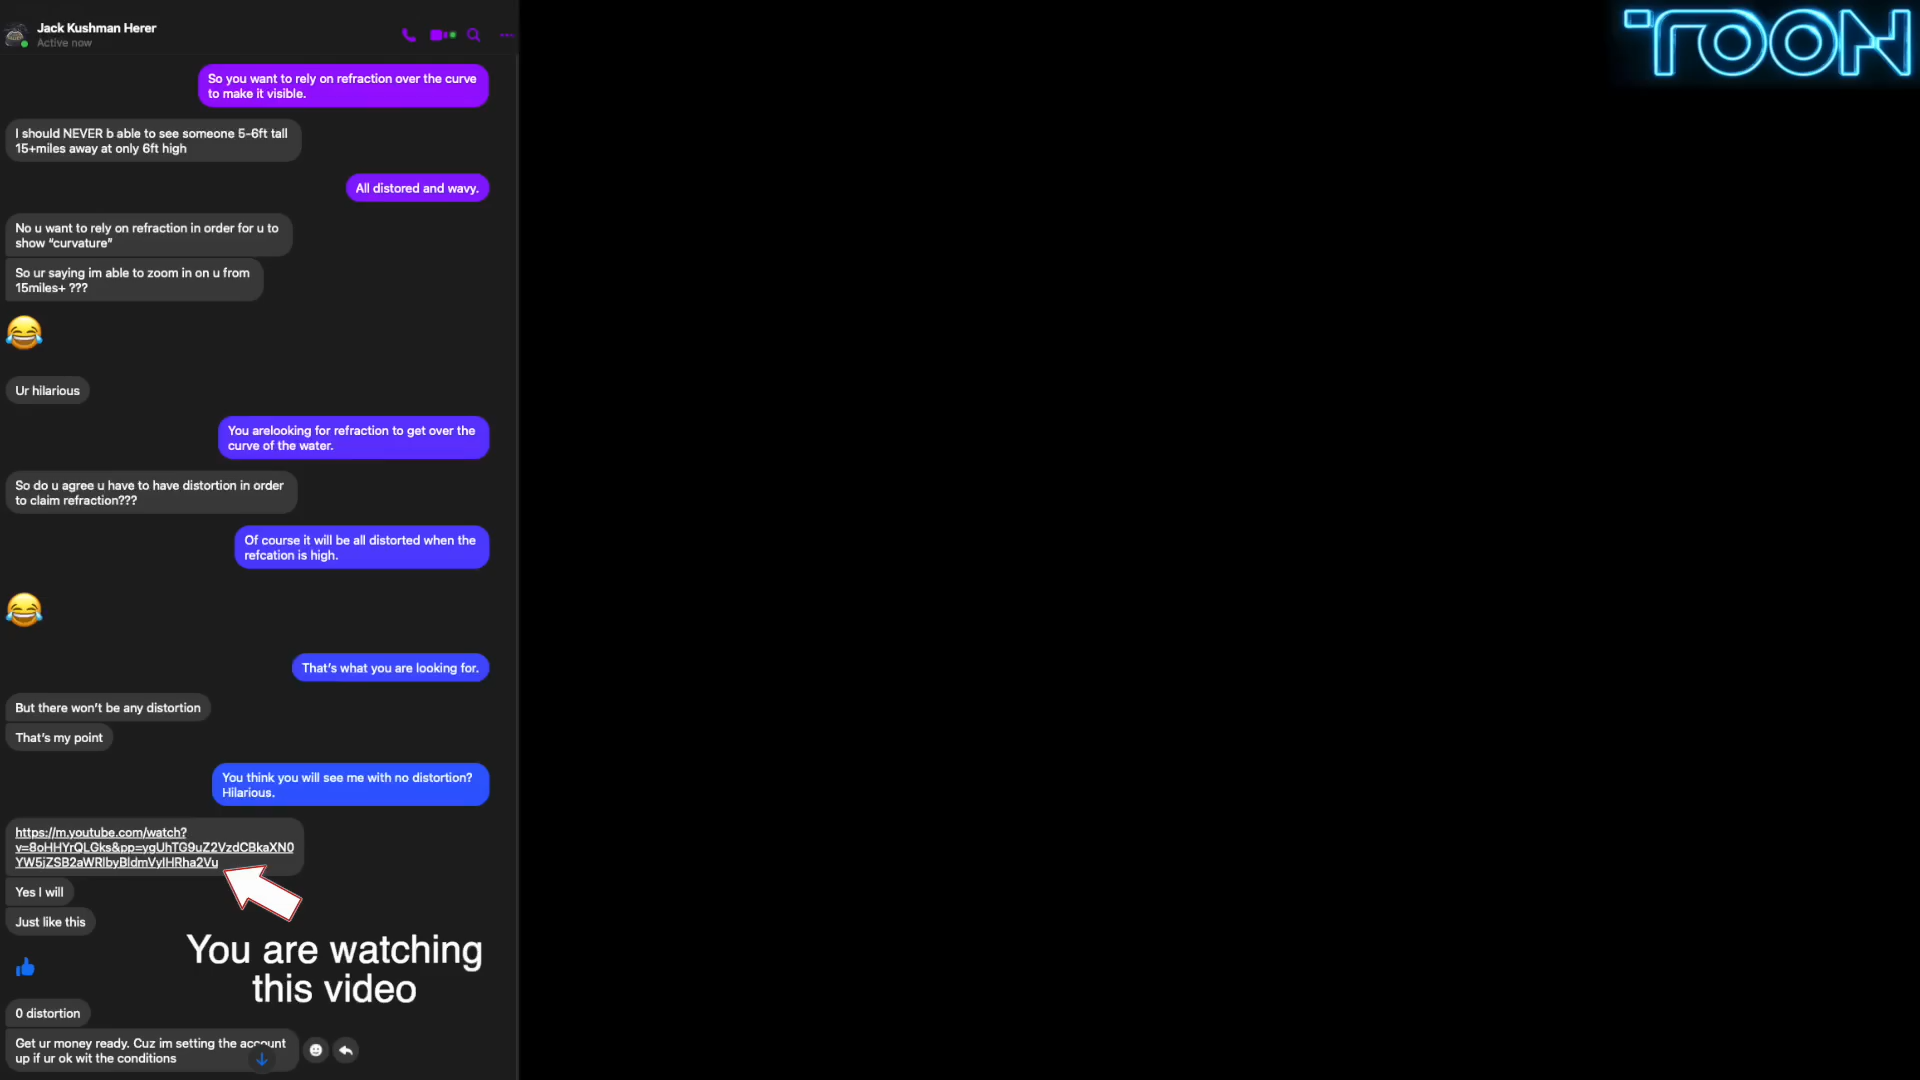 Jack Kushman Herer
Active now
TOON
So you want to rely on refraction over the curve
to make it visible.
I should NEVER b able to see someone 5-6ft tall
15+miles away at only 6ft high
All distored and wavy.
No u want to rely on refraction in order for u to
show “curvature”
So ur saying im able to zoom in on u from
15miles+ ???
Ur hilarious
You arelooking for refraction to get over the
curve of the water.
So do u agree u have to have distortion in order
to claim refraction???
Of course it will be all distorted when the
refcation is high.
That’s what you are looking for.
But there won’t be any distortion
That’s my point
You think you will see me with no distortion?
Hilarious.
https://m.youtube.com/watch?
v=8oHHYrQLGks&pp=ygUhTG9uZ2VzdCBkaXN0
YW5jZSB2aWRlbyBldmVyIHRha2Vu
Yes I will
Just like this
You are watching
this video
0 distortion
Get ur money ready. Cuz im setting the account
up if ur ok wit the conditions